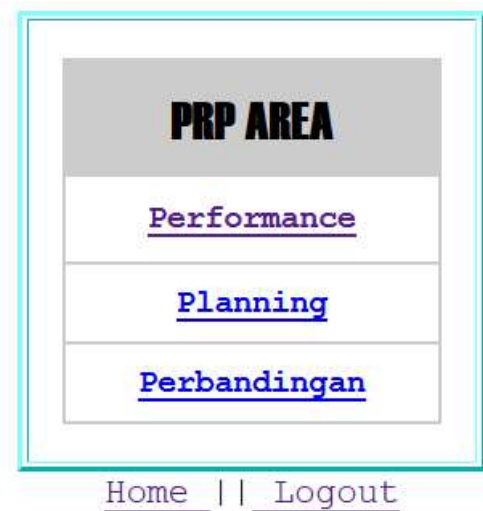 PRP AREA
Performance
Planning
Perbandingan
Home || Logout